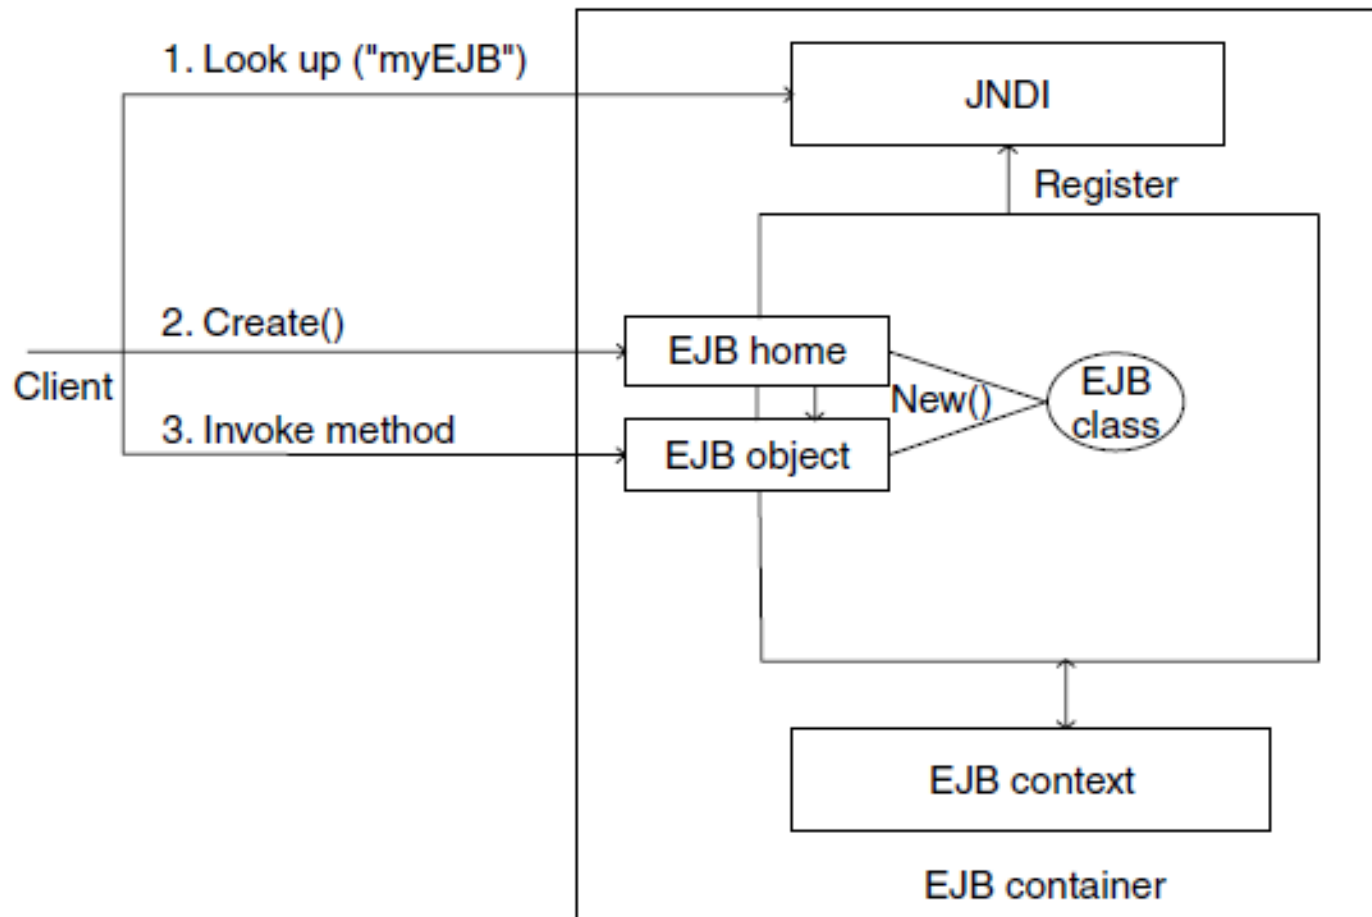 1. Look up ("myEJB")
JNDI
Register
2. Create()
EJB home
Client
New()
EJB
class
3. Invoke method
EJB object
EJB context
EJB container